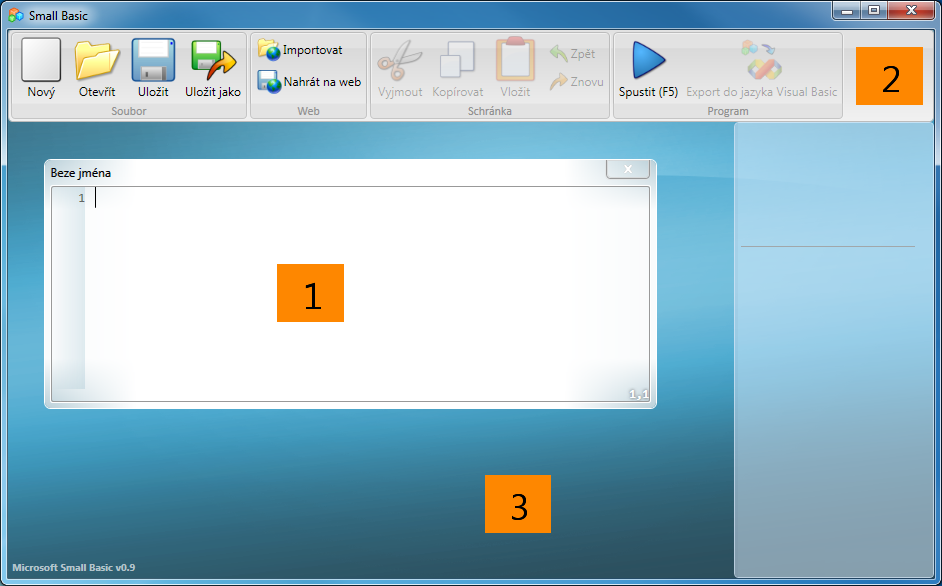 Small Basic
Nový Otevřít Uložit Uložit jako
Soubor
Importovat
Nahrát na web
Web
Vyjmout Kopírovat Vložit
Zpět
Znovu
Schránka
Spustit (F5) Export do jazyka Visual Basic
Program
2
Beze jména
1
1
1,1
3
Microsoft Small Basic v0.9